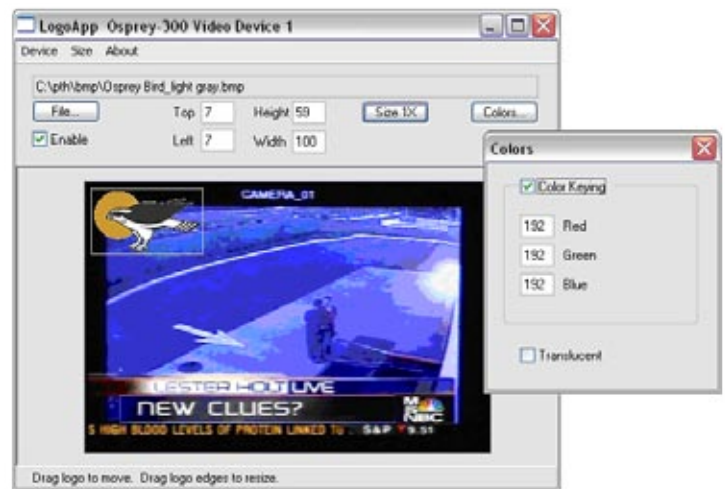 LogoApp Osprey-300 Video Device 1
Device Size About
C:\pth\bmp\Osprey Bird_light gray.bmp
File... Top 7 Height 59 Size 1X Colors...
Enable Left 7 Width 100
Colors
Color Keying
192 Red
192 Green
192 Blue
Translucent
CAMERA_01
LESTER HOLT LIVE
NEW CLUES?
MSNBC
S HIGH BLOOD LEVELS OF PROTEIN LINKED TO S&P 9.51
Drag logo to move. Drag logo edges to resize.